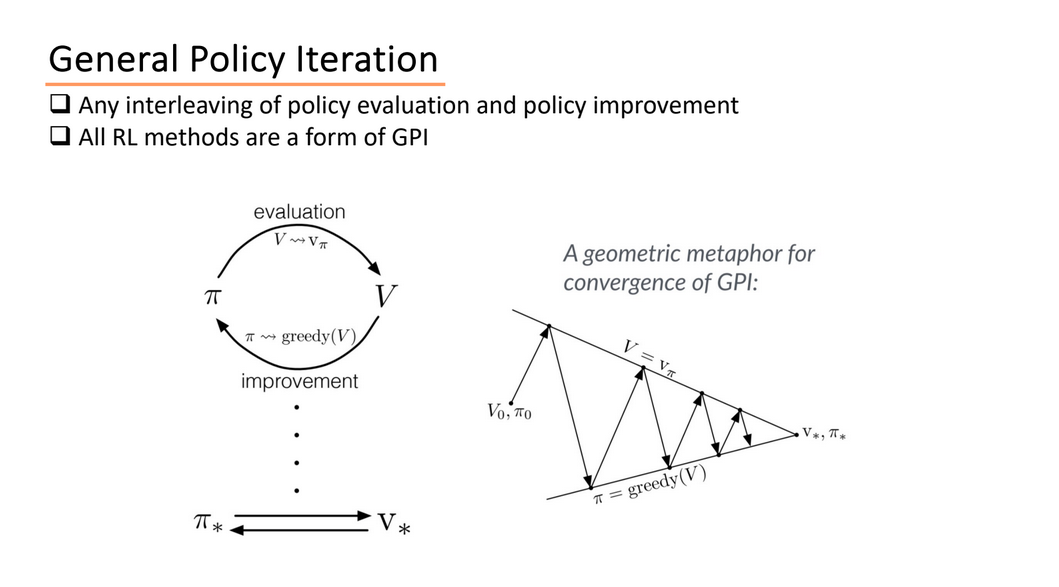 General Policy Iteration
❑ Any interleaving of policy evaluation and policy improvement
❑ All RL methods are a form of GPI
evaluation
V ⇝ v_π
π
V
π ⇝ greedy(V)
improvement
π_*
v_*
A geometric metaphor for
convergence of GPI:
V = v_π
V_0, π_0
v_*, π_*
π = greedy(V)